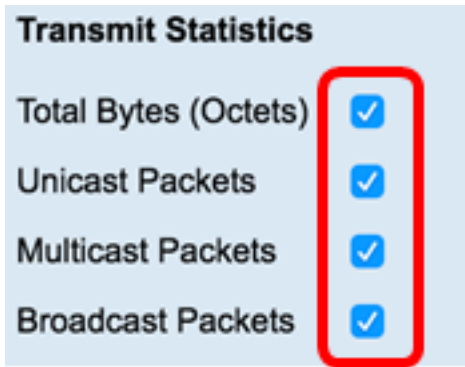 Transmit Statistics
Total Bytes (Octets)
Unicast Packets
Multicast Packets
Broadcast Packets